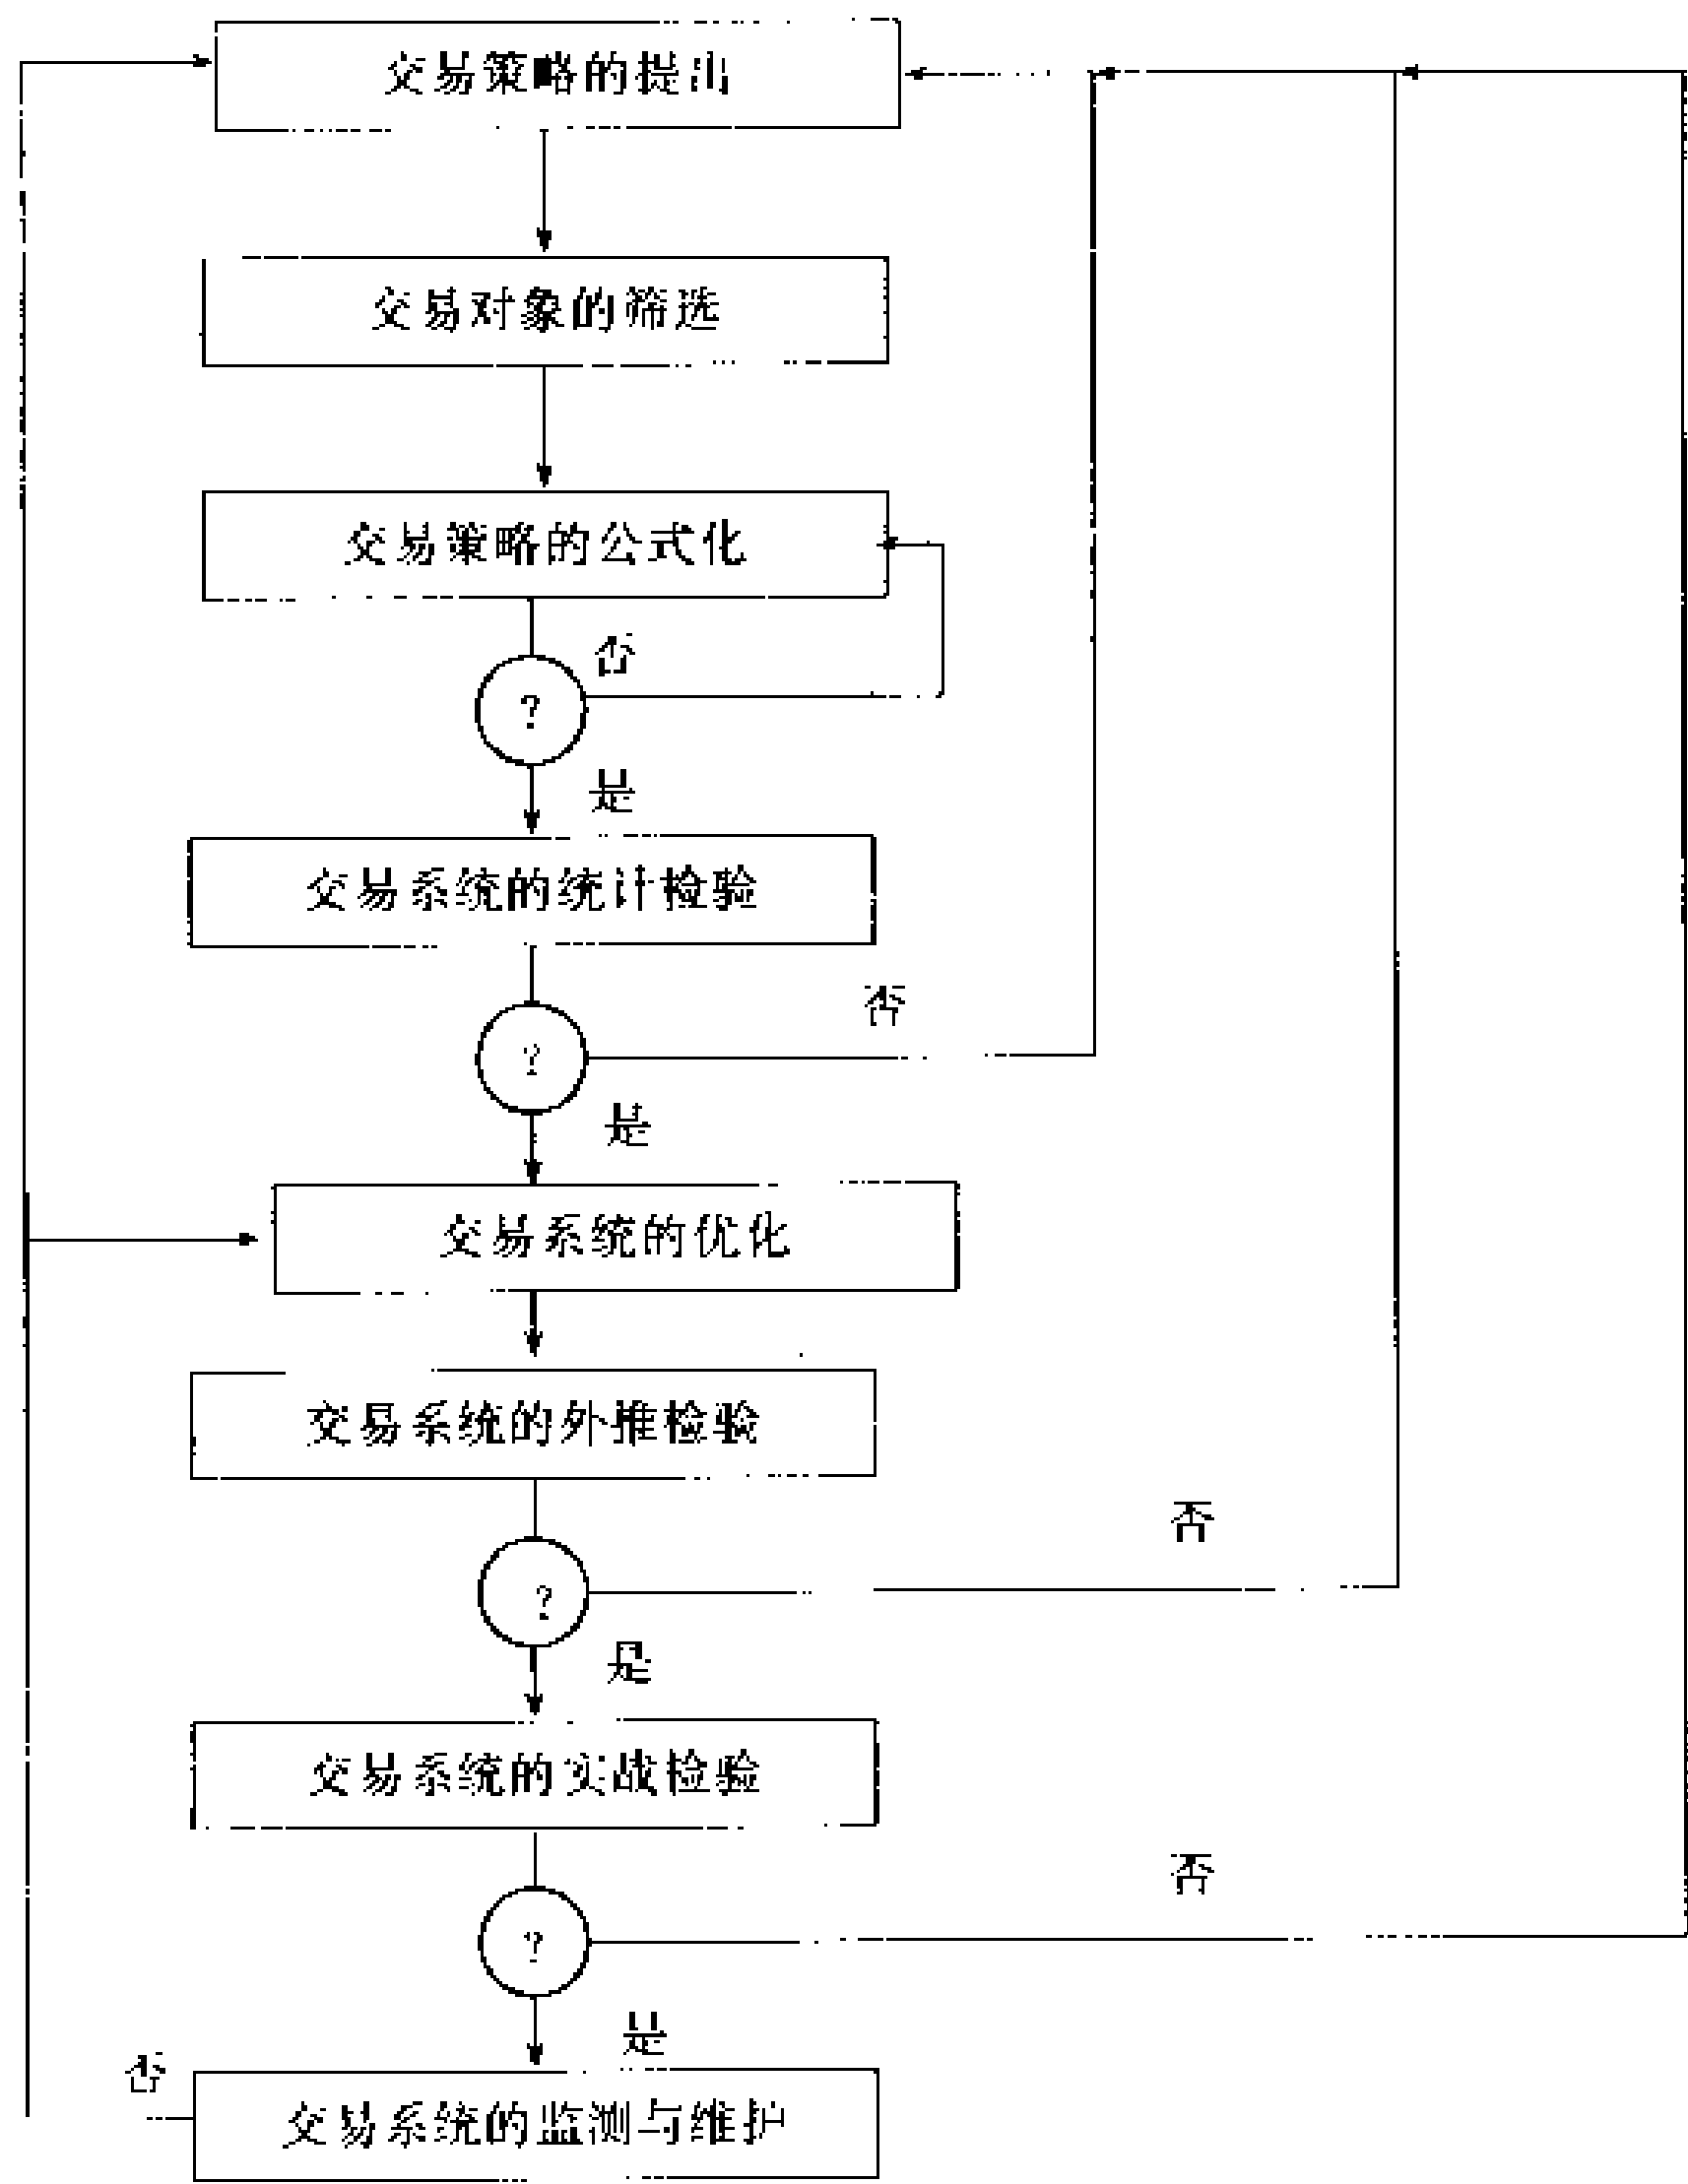 交易策略的提出
交易对象的筛选
交易策略的公式化
否
?
是
交易系统的统计检验
否
?
是
交易系统的优化
交易系统的外推检验
否
?
是
交易系统的实战检验
否
?
是
否
交易系统的监测与维护